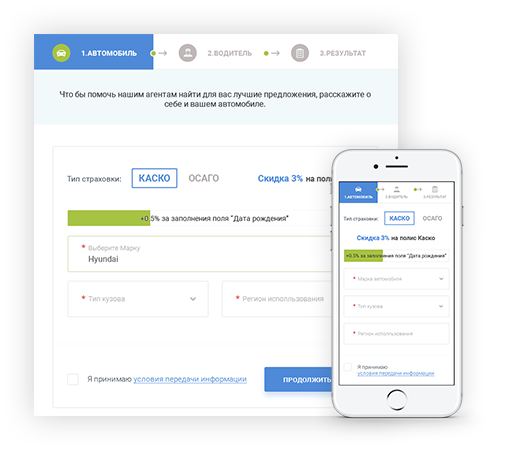 1.АВТОМОБИЛЬ
2.ВОДИТЕЛЬ
3.РЕЗУЛЬТАТ
Что бы помочь нашим агентам найти для вас лучшие предложения, расскажите о
себе и вашем автомобиле.
Тип страховки: КАСКО ОСАГО Скидка 3% на пол
+0,5% за заполнения поля "Дата рождения"
* Выберите Марку
Hyundai
* Тип кузова
* Регион использлования
Я принимаю условия передачи информации
ПРОДОЛЖИТЬ
1.АВТОМОБИЛЬ
2.ВОДИТЕЛЬ
3.РЕЗУЛЬТАТ
Тип страховки: КАСКО ОСАГО
Скидка 3% на полис Каско
+0,5% за заполнения поля "Дата рождения"
* Марка автомобиля
* Тип кузова
* Регион использлования
Я принимаю
условия передачи информации